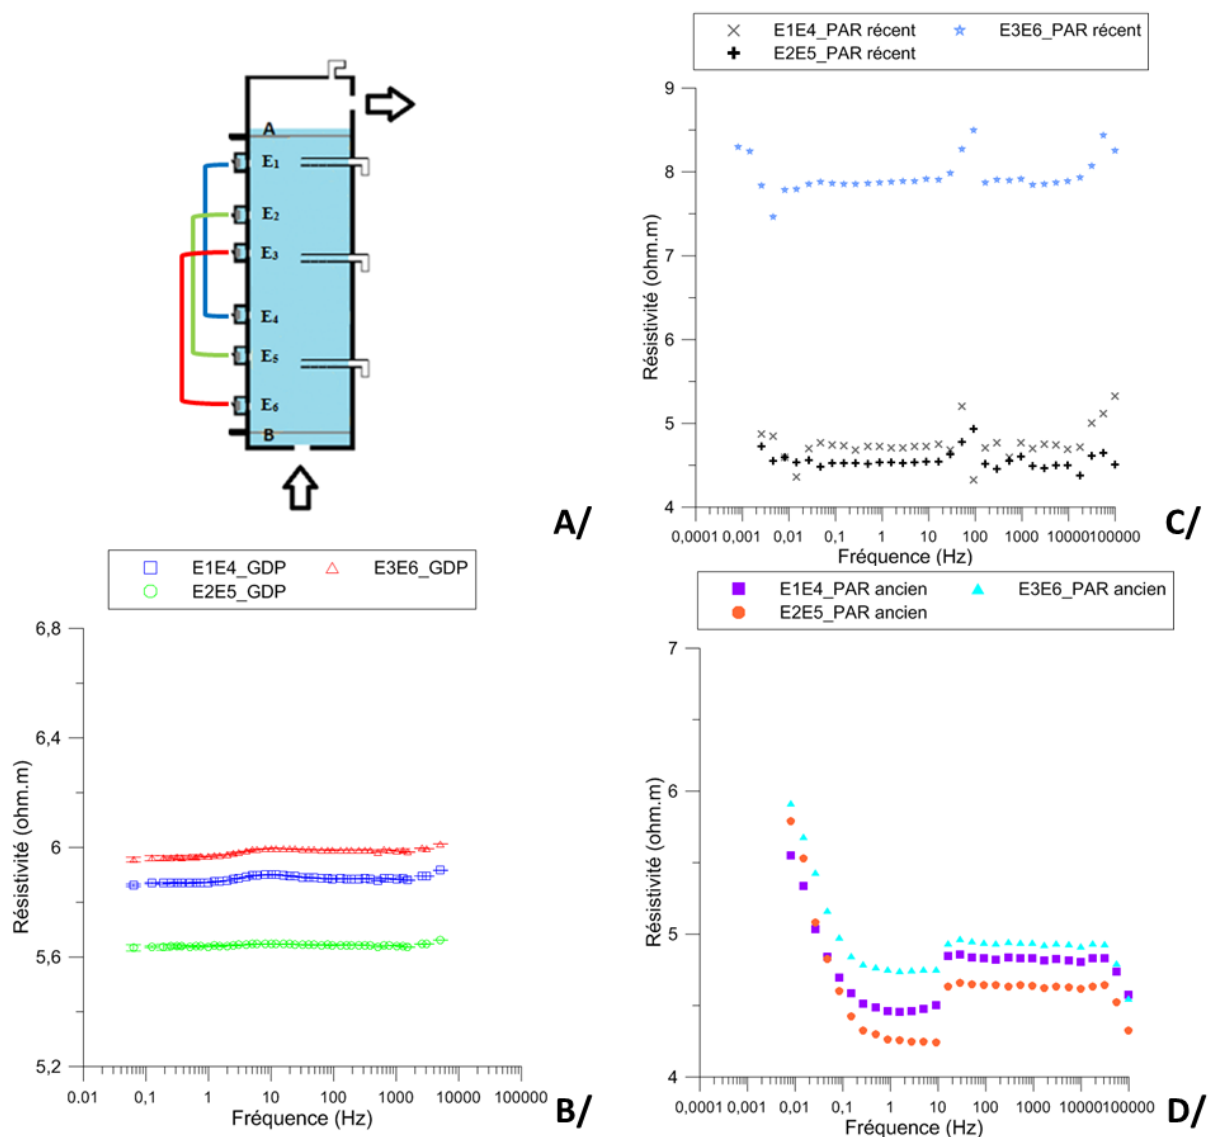 A
E1
E2
E3
E4
E5
E6
B
A/
E1E4_PAR récent
E3E6_PAR récent
E2E5_PAR récent
9
8
7
6
5
4
Résistivité (ohm.m)
0,0001 0,001 0,01 0,1 1 10 100 1000 10000 100000
Fréquence (Hz)
C/
E1E4_GDP
E3E6_GDP
E2E5_GDP
6,8
6,4
6
5,6
5,2
Résistivité (ohm.m)
0.01 0,1 1 10 100 1000 10000 100000
Fréquence (Hz)
B/
E1E4_PAR ancien
E3E6_PAR ancien
E2E5_PAR ancien
7
6
5
4
Résistivité (ohm.m)
0,0001 0,001 0,01 0,1 1 10 100 1000 10000 100000
Fréquence (Hz)
D/